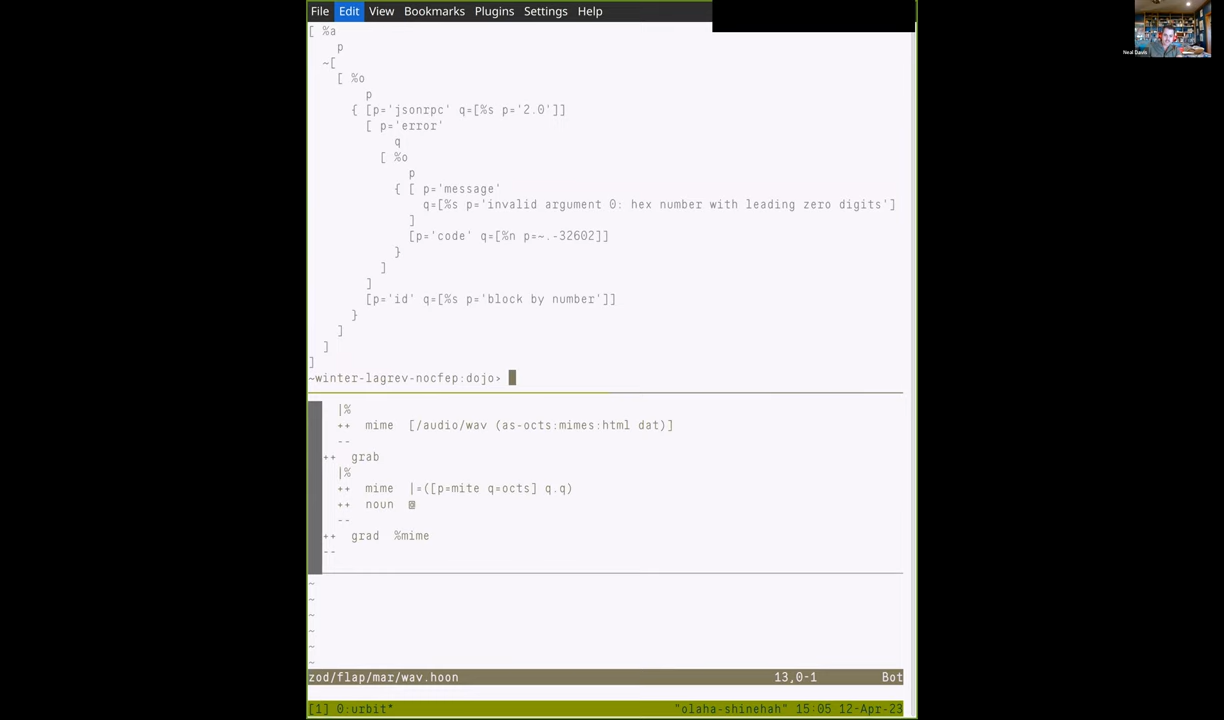 File Edit View Bookmarks Plugins Settings Help
Neal Davis
[ %a
p
~[
[ %o
p
{ [p='jsonrpc' q=[%s p='2.0']]
[ p='error'
q
[ %o
p
{ [ p='message'
q=[%s p='invalid argument 0: hex number with leading zero digits']
]
[p='code' q=[%n p=~.-32602]]
}
]
]
[p='id' q=[%s p='block by number']]
}
]
]
]
~winter-lagrev-nocfep:dojo>
|%
++ mime [/audio/wav (as-octs:mimes:html dat)]
--
++ grab
|%
++ mime |=([p=mite q=octs] q.q)
++ noun @
--
++ grad %mime
--
~
~
~
~
~
~
zod/flap/mar/wav.hoon 13,0-1 Bot
[1] 0:urbit* "olaha-shinehah" 15:05 12-Apr-23